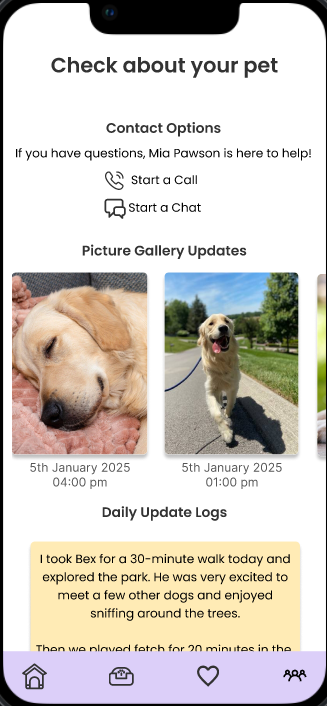 Check about your pet
Contact Options
If you have questions, Mia Pawson is here to help!
Start a Call
Start a Chat
Picture Gallery Updates
5th January 2025
04:00 pm
5th January 2025
01:00 pm
Daily Update Logs
I took Bex for a 30-minute walk today and
explored the park. He was very excited to
meet a few other dogs and enjoyed
sniffing around the trees.
Then we played fetch for 20 minutes in the